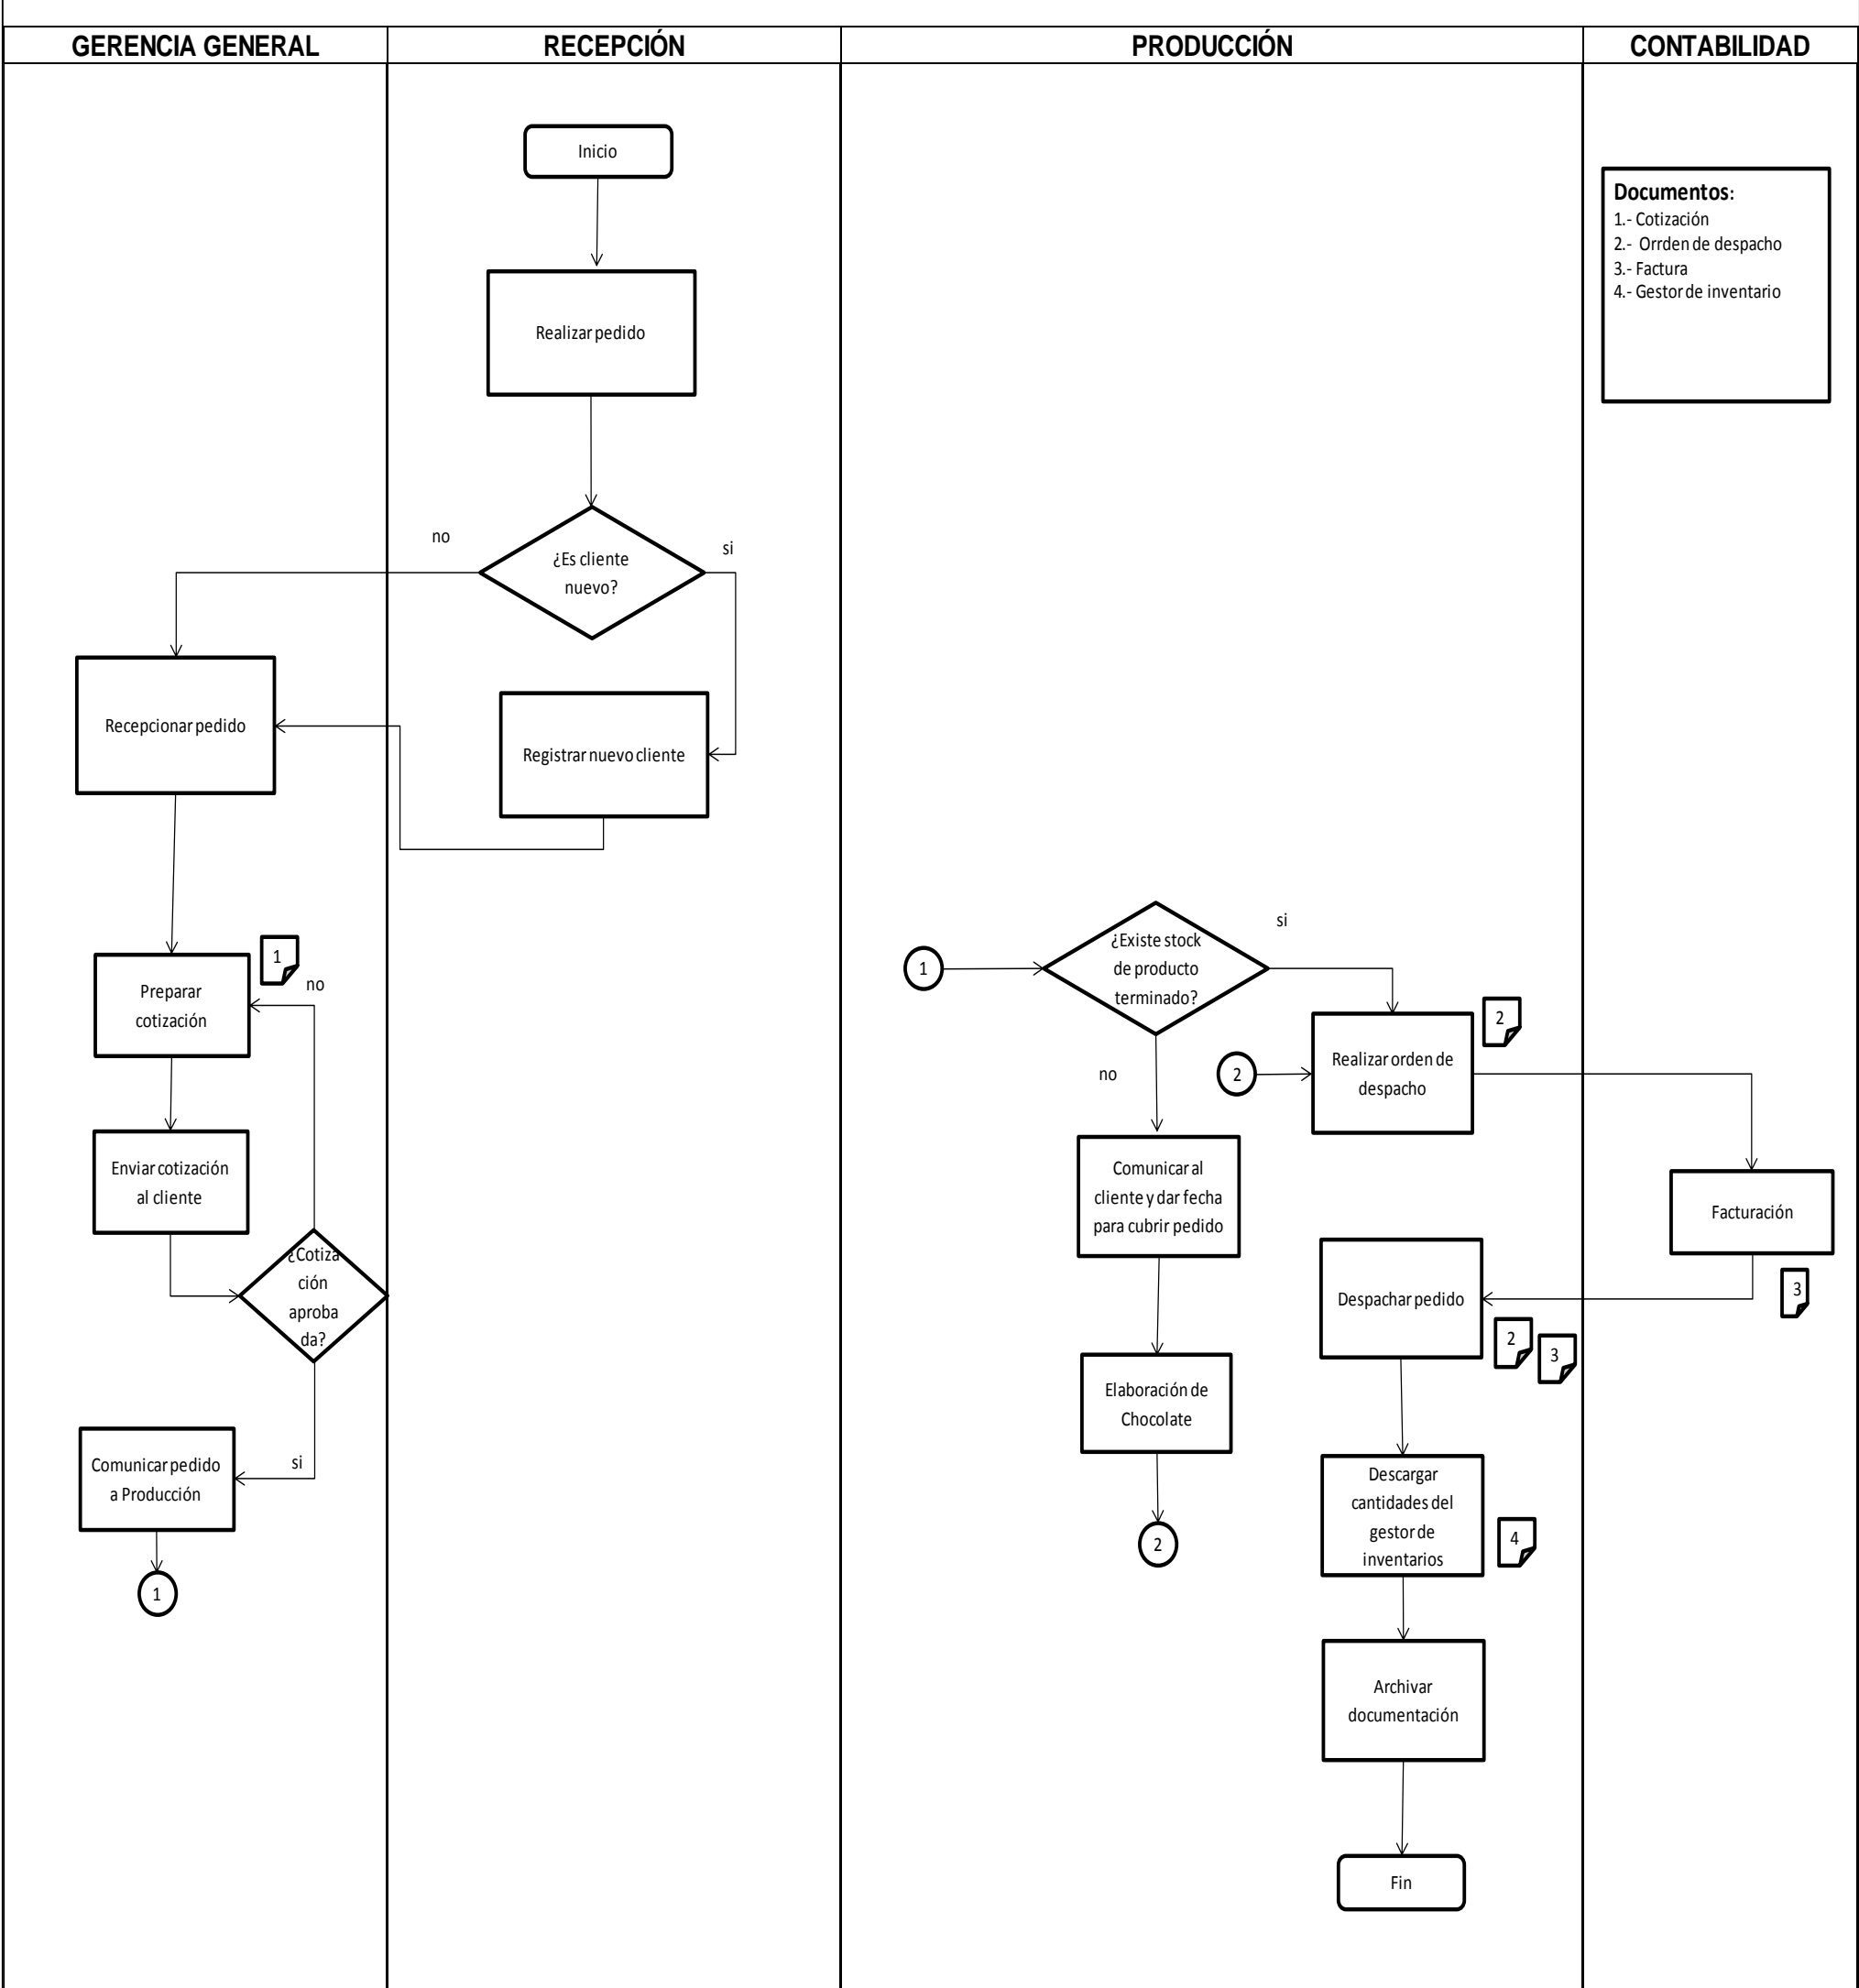 GERENCIA GENERAL
RECEPCIÓN
PRODUCCIÓN
CONTABILIDAD
Inicio
Documentos:
1.- Cotización
2.- Orrden de despacho
3.- Factura
4.- Gestor de inventario
Realizar pedido
no
si
¿Es cliente
nuevo?
Recepcionar pedido
Registrar nuevo cliente
1
Preparar
cotización
no
Enviar cotización
al cliente
¿Cotiza
ción
aproba
da?
Comunicar pedido
a Producción
si
1
1
¿Existe stock
de producto
terminado?
si
no
2
Realizar orden de
despacho
2
Comunicar al
cliente y dar fecha
para cubrir pedido
Elaboración de
Chocolate
2
Facturación
3
Despachar pedido
2
3
Descargar
cantidades del
gestor de
inventarios
4
Archivar
documentación
Fin